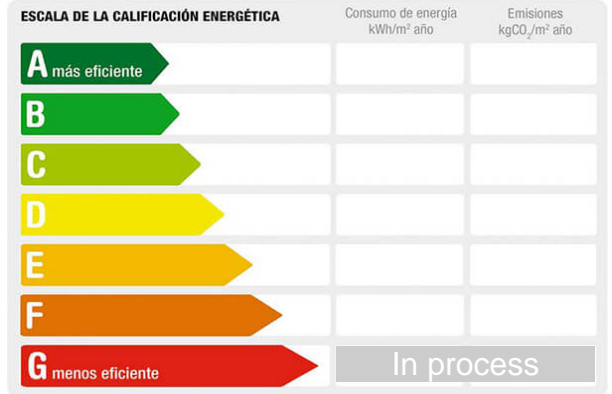 ESCALA DE LA CALIFICACIÓN ENERGÉTICA
Consumo de energía
kWh/m² año
Emisiones
kgCO₂/m² año
A más eficiente
B
C
D
E
F
G menos eficiente
In process